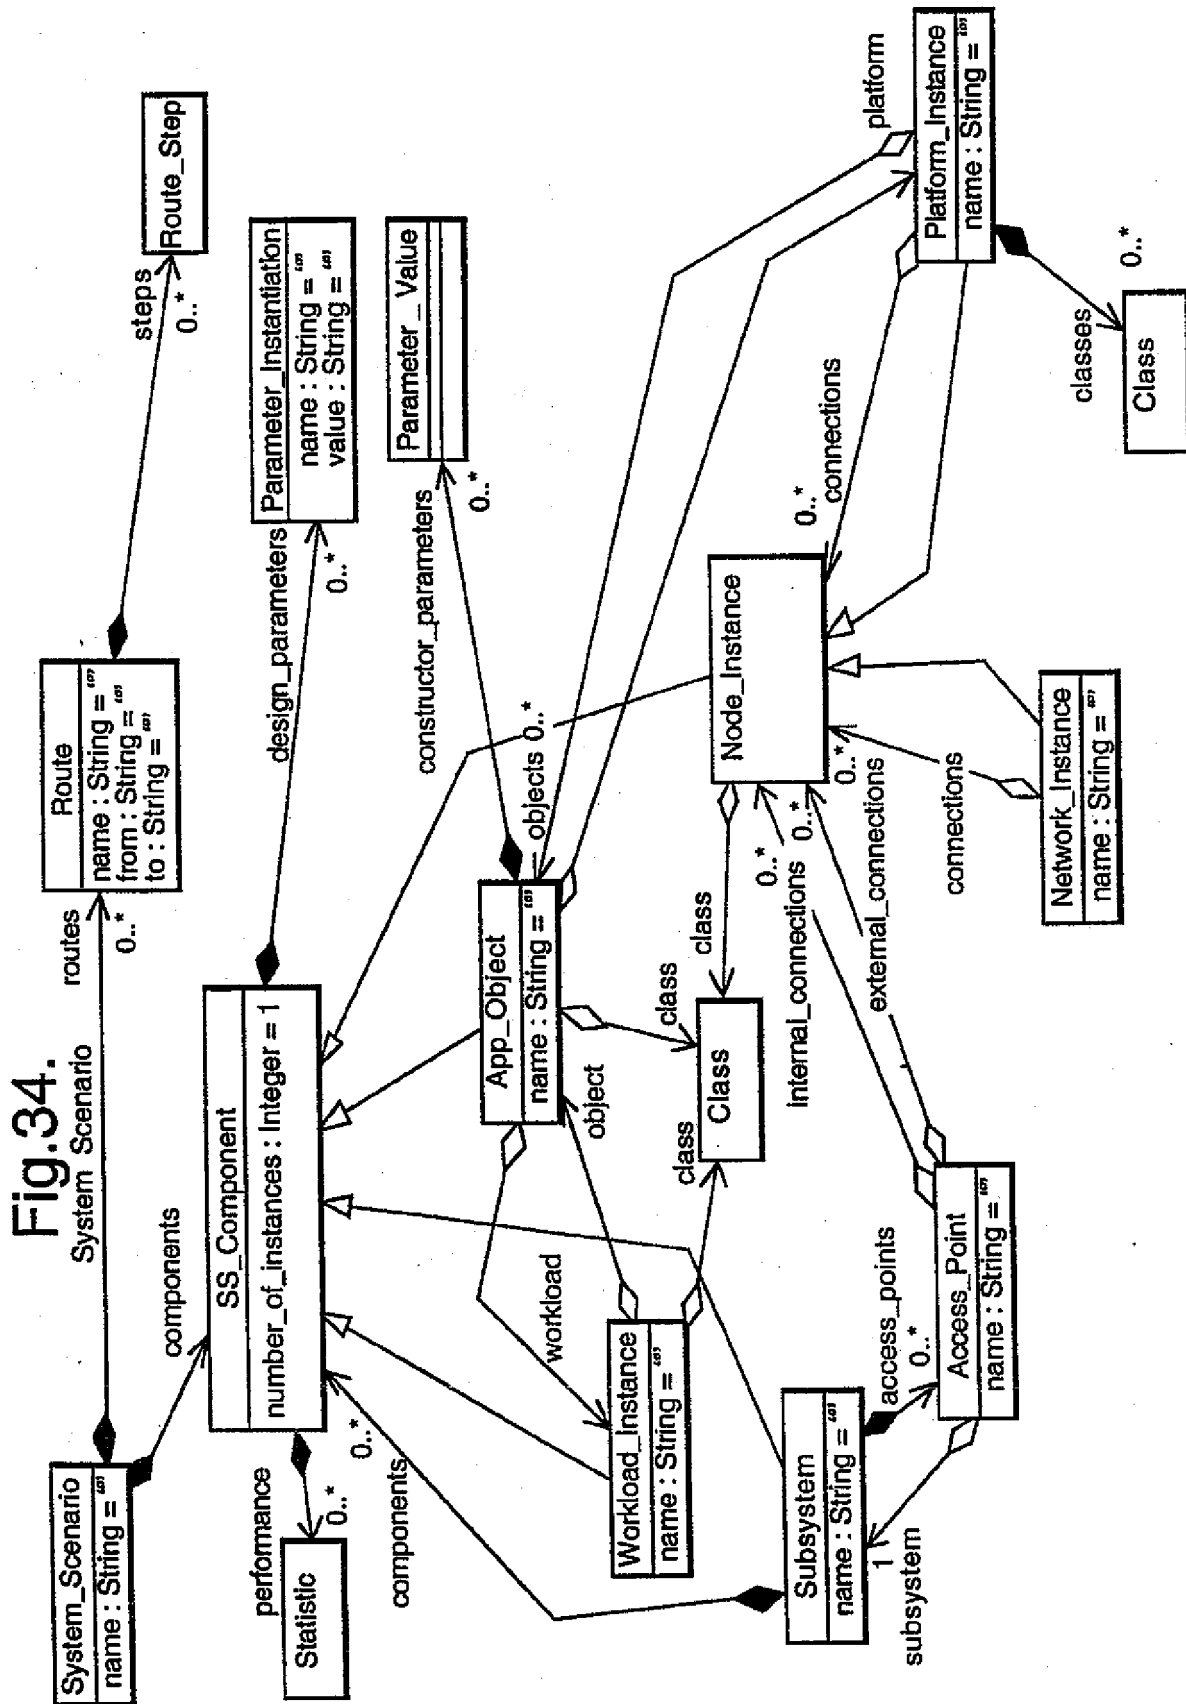 Fig.34.
System Scenario
System_Scenario
name : String = “”
routes
0..*
Route
name : String = “”
from : String = “”
to : String = “”
steps
0..*
Route_Step
components
SS_Component
number_of_instances : Integer = 1
design_parameters
0..*
Parameter_Instantiation
name : String = “”
value : String = “”
performance
0..*
Statistic
components
0..*
constructor_parameters
0..*
Parameter_Value
App_Object
name : String = “”
objects 0..*
object
workload
Workload_Instance
name : String = “”
class
class
class
Class
Node_Instance
0..*
connections
platform
Platform_Instance
name : String = “”
classes
0..*
Class
internal_connections
0..*
external_connections
0..*
connections
0..*
Network_Instance
name : String = “”
Subsystem
name : String = “”
access_points
0..*
Access_Point
name : String = “”
1
subsystem